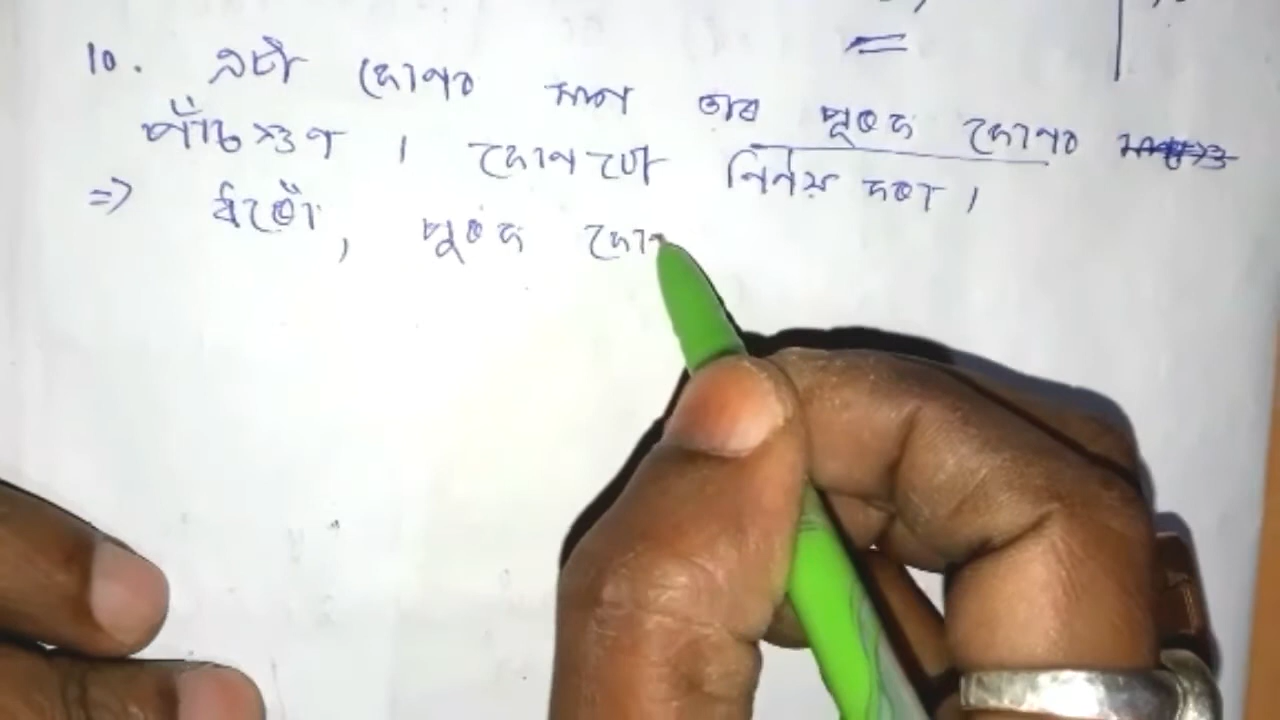 10. এটা কোণৰ মাপ তাৰ পূৰক কোণৰ
পাঁচগুণ । কোণটো নিৰ্ণয় কৰা ।
⇒ ধৰোঁ, পূৰক কোণ